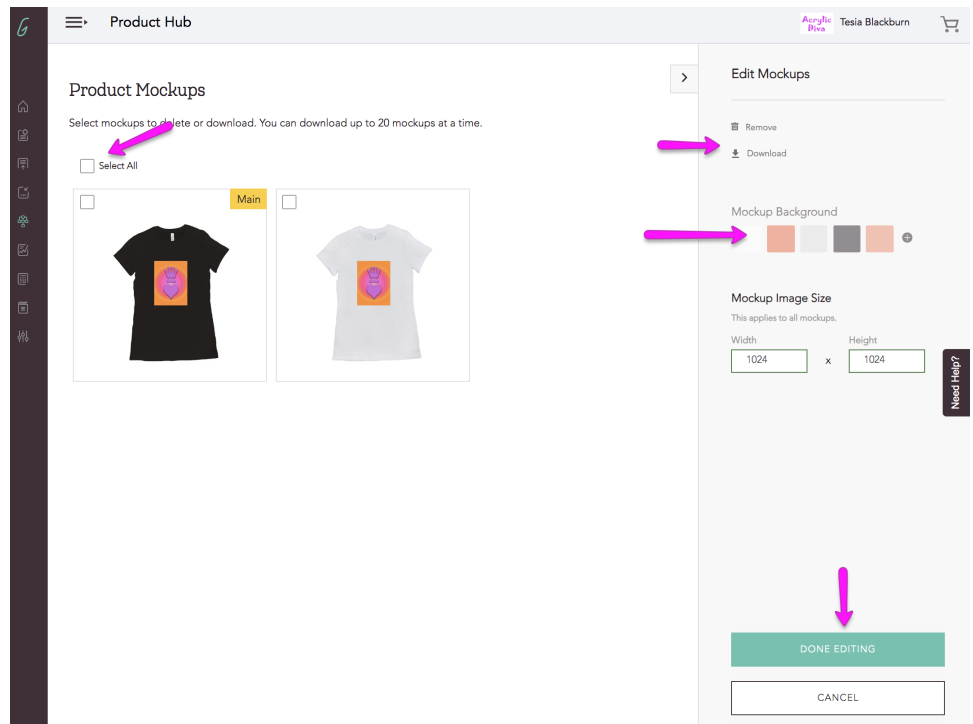 G
Product Hub
Acrylic
Diva
Tesia Blackburn
Product Mockups
Select mockups to delete or download. You can download up to 20 mockups at a time.
Select All
Main
Edit Mockups
Remove
Download
Mockup Background
Mockup Image Size
This applies to all mockups.
Width
Height
1024
x
1024
Need Help?
DONE EDITING
CANCEL